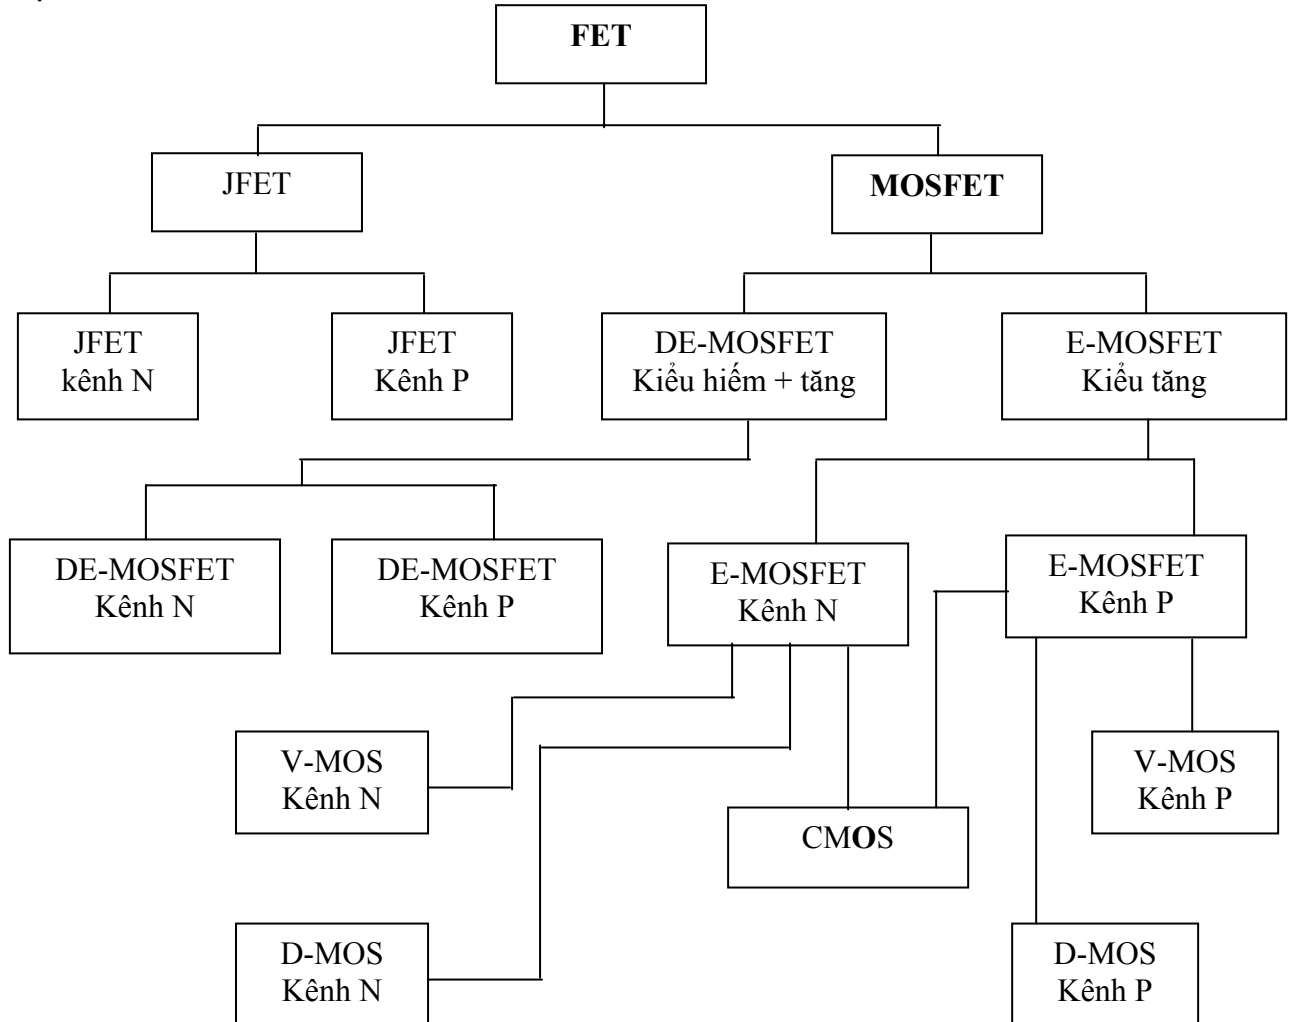 FET
JFET
MOSFET
JFET
kênh N
JFET
Kênh P
DE-MOSFET
Kiểu hiếm + tăng
E-MOSFET
Kiểu tăng
DE-MOSFET
Kênh N
DE-MOSFET
Kênh P
E-MOSFET
Kênh N
E-MOSFET
Kênh P
V-MOS
Kênh N
CMOS
V-MOS
Kênh P
D-MOS
Kênh N
D-MOS
Kênh P